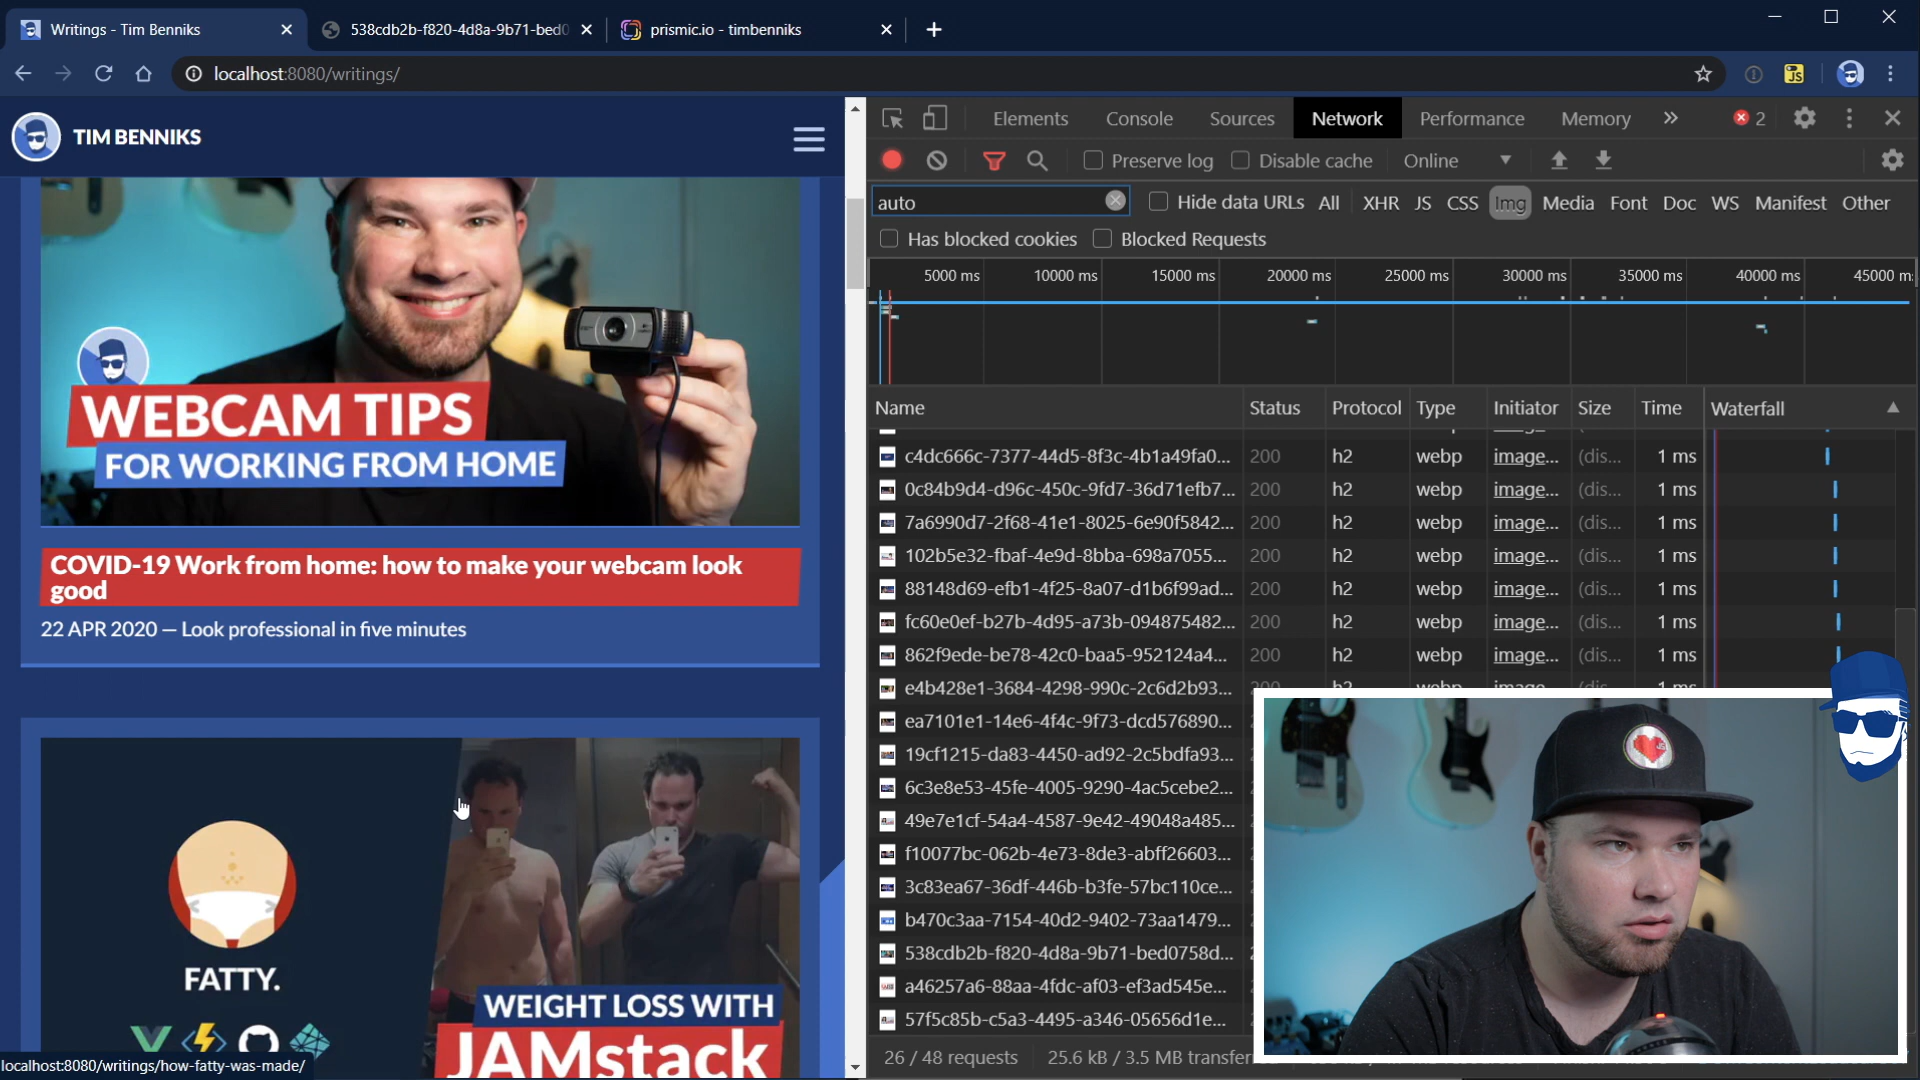 Writings - Tim Benniks
538cdb2b-f820-4d8a-9b71-bed0
prismic.io - timbenniks
localhost:8080/writings/
TIM BENNIKS
WEBCAM TIPS
FOR WORKING FROM HOME
COVID-19 Work from home: how to make your webcam look
good
22 APR 2020 — Look professional in five minutes
FATTY.
WEIGHT LOSS WITH
JAMstack
localhost:8080/writings/how-fatty-was-made/
Elements Console Sources Network Performance Memory 2
Preserve log Disable cache Online
auto Hide data URLs All XHR JS CSS Img Media Font Doc WS Manifest Other
Has blocked cookies Blocked Requests
5000 ms 10000 ms 15000 ms 20000 ms 25000 ms 30000 ms 35000 ms 40000 ms 45000 m
Name Status Protocol Type Initiator Size Time Waterfall
c4dc666c-7377-44d5-8f3c-4b1a49fa0... 200 h2 webp image... (dis... 1 ms
0c84b9d4-d96c-450c-9fd7-36d71efb7... 200 h2 webp image... (dis... 1 ms
7a6990d7-2f68-41e1-8025-6e90f5842... 200 h2 webp image... (dis... 1 ms
102b5e32-fbaf-4e9d-8bba-698a7055... 200 h2 webp image... (dis... 1 ms
88148d69-efb1-4f25-8a07-d1b6f99ad... 200 h2 webp image... (dis... 1 ms
fc60e0ef-b27b-4d95-a73b-094875482... 200 h2 webp image... (dis... 1 ms
862f9ede-be78-42c0-baa5-952124a4... 200 h2 webp image... (dis... 1 ms
e4b428e1-3684-4298-990c-2c6d2b93... 200 h2 webp image... (dis... 1 ms
ea7101e1-14e6-4f4c-9f73-dcd576890...
19cf1215-da83-4450-ad92-2c5bdfa93...
6c3e8e53-45fe-4005-9290-4ac5cebe2...
49e7e1cf-54a4-4587-9e42-49048a485...
f10077bc-062b-4e73-8de3-abff26603...
3c83ea67-36df-446b-b3fe-57bc110ce...
b470c3aa-7154-40d2-9402-73aa1479...
538cdb2b-f820-4d8a-9b71-bed0758d...
a46257a6-88aa-4fdc-af03-ef3ad545e...
57f5c85b-c5a3-4495-a346-05656d1e...
26 / 48 requests 25.6 kB / 3.5 MB transfer